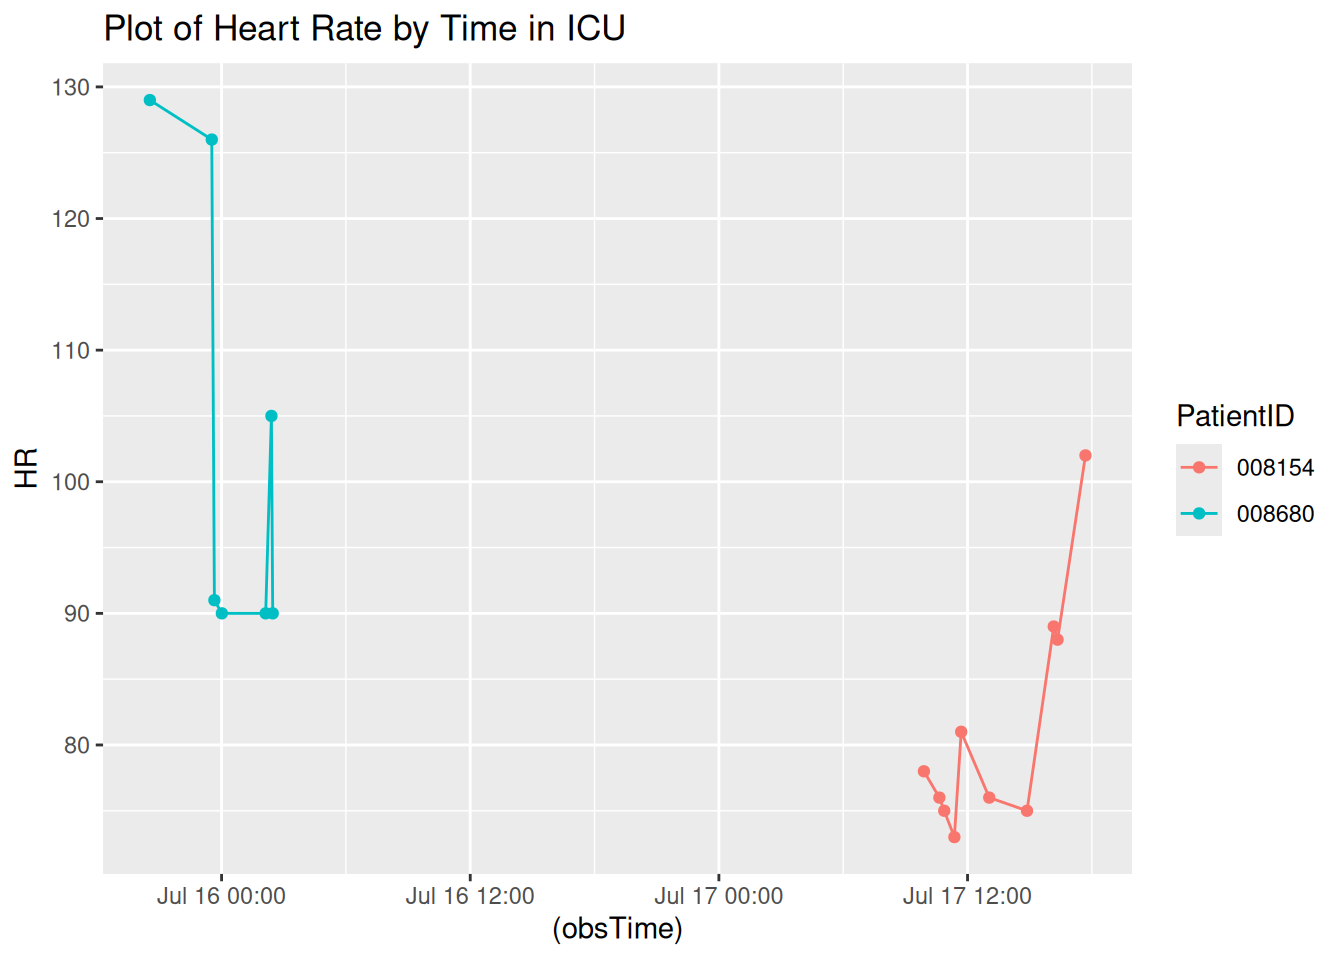 Plot of Heart Rate by Time in ICU
130
120
110
100
90
80
HR
Jul 16 00:00
Jul 16 12:00
Jul 17 00:00
Jul 17 12:00
(obsTime)
PatientID
008154
008680